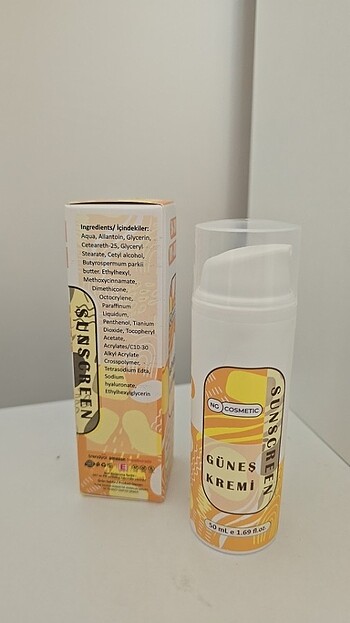 Ingredients/ İçindekiler:
Aqua, Allantoin, Glycerin,
Ceteareth-25, Glyceryl
Stearate, Cetyl alcohol,
Butyrospermum parkii
butter, Ethylhexyl,
Methoxycinnamate,
Dimethicone,
Octocrylene,
Paraffinum
Liquidum,
Penthenol, Tianium
Dioxide, Tocopheryl
Acetate,
Acrylates/C10-30
Alkyl Acrylate
Crosspolymer,
Tetrasodium Edta,
Sodium
hyaluronate,
Ethylhexylglycerin
SUNSCREEN
NG COSMETIC
GÜNEŞ
KREMİ
SUNSCREEN
50 mL e 1.69 fl.oz